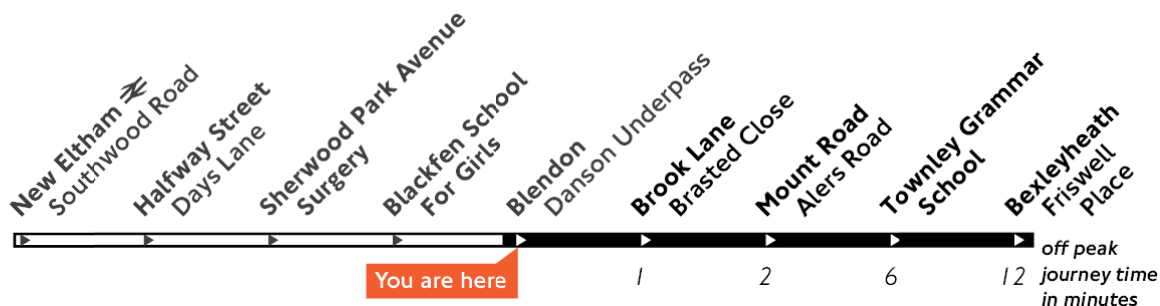 New Eltham
Southwood Road
Halfway Street
Days Lane
Sherwood Park Avenue
Surgery
Blackfen School
For Girls
Blendon
Danson Underpass
Brook Lane
Brasted Close
Mount Road
Alers Road
Townley Grammar
School
Bexleyheath
Friswell
Place
You are here
1
2
6
12
off peak
journey time
in minutes